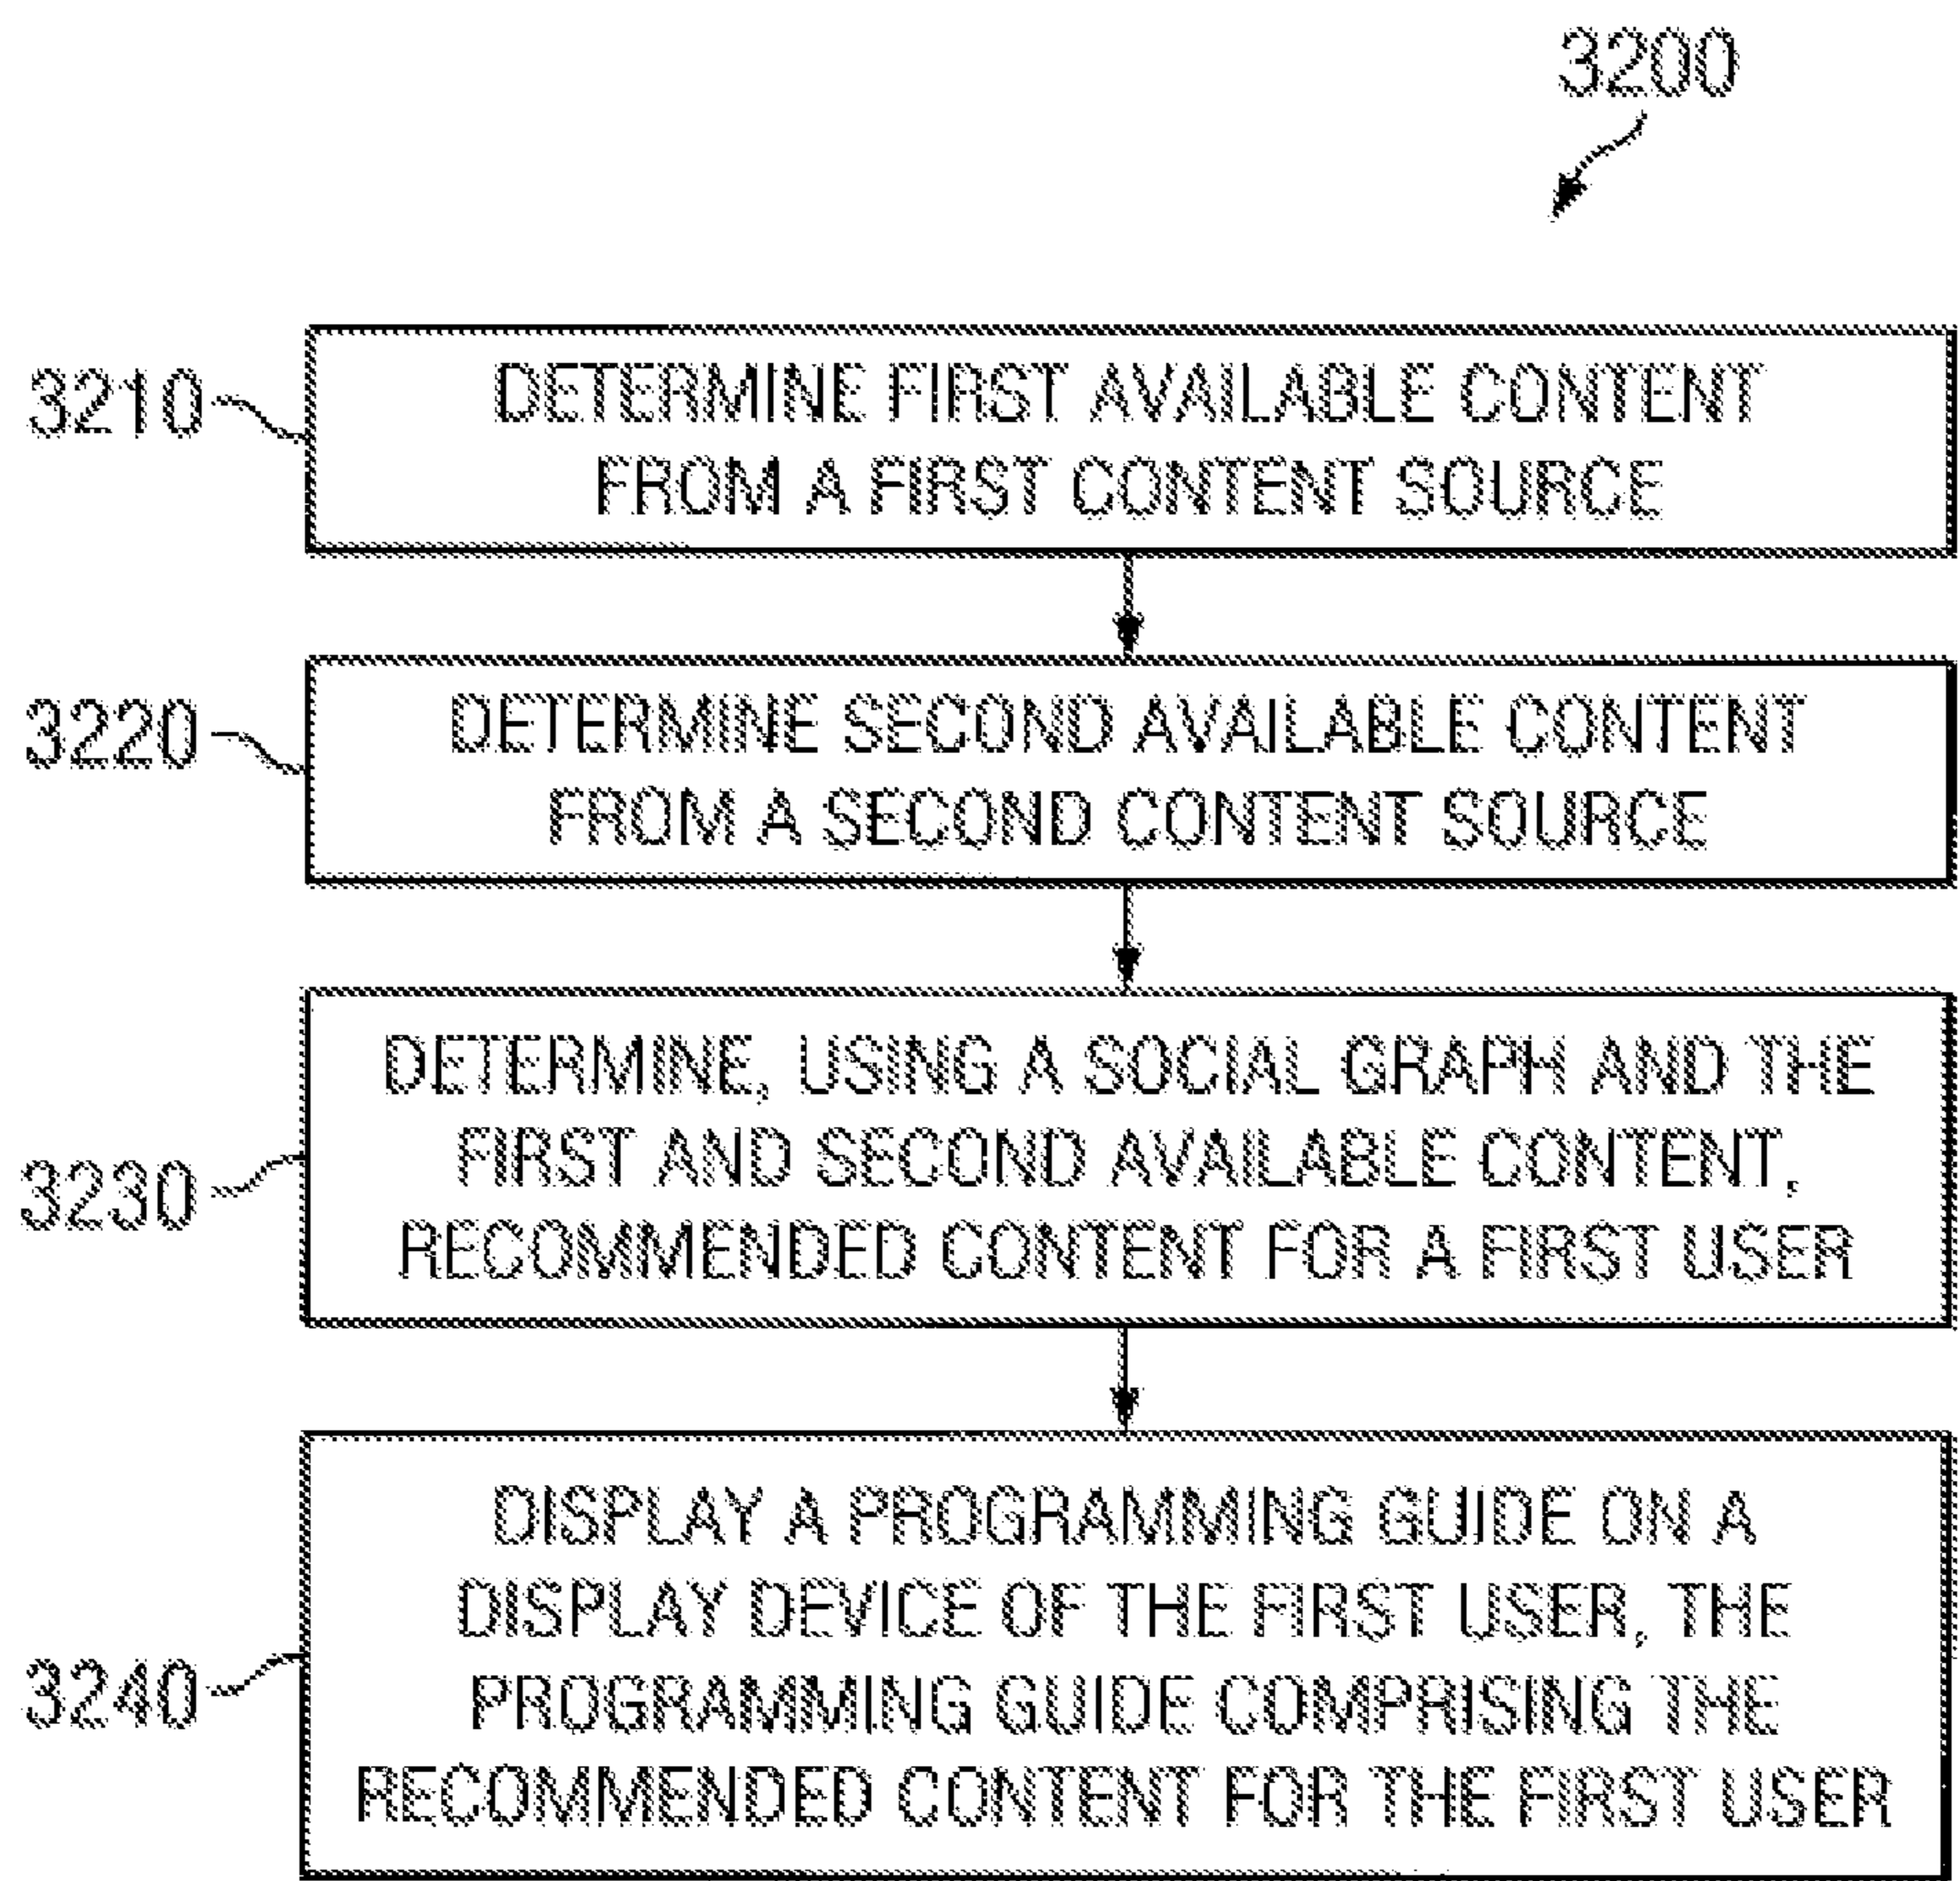 3200
3210
DETERMINE FIRST AVAILABLE CONTENT
FROM A FIRST CONTENT SOURCE
3220
DETERMINE SECOND AVAILABLE CONTENT
FROM A SECOND CONTENT SOURCE
3230
DETERMINE, USING A SOCIAL GRAPH AND THE
FIRST AND SECOND AVAILABLE CONTENT,
RECOMMENDED CONTENT FOR A FIRST USER
3240
DISPLAY A PROGRAMMING GUIDE ON A
DISPLAY DEVICE OF THE FIRST USER, THE
PROGRAMMING GUIDE COMPRISING THE
RECOMMENDED CONTENT FOR THE FIRST USER